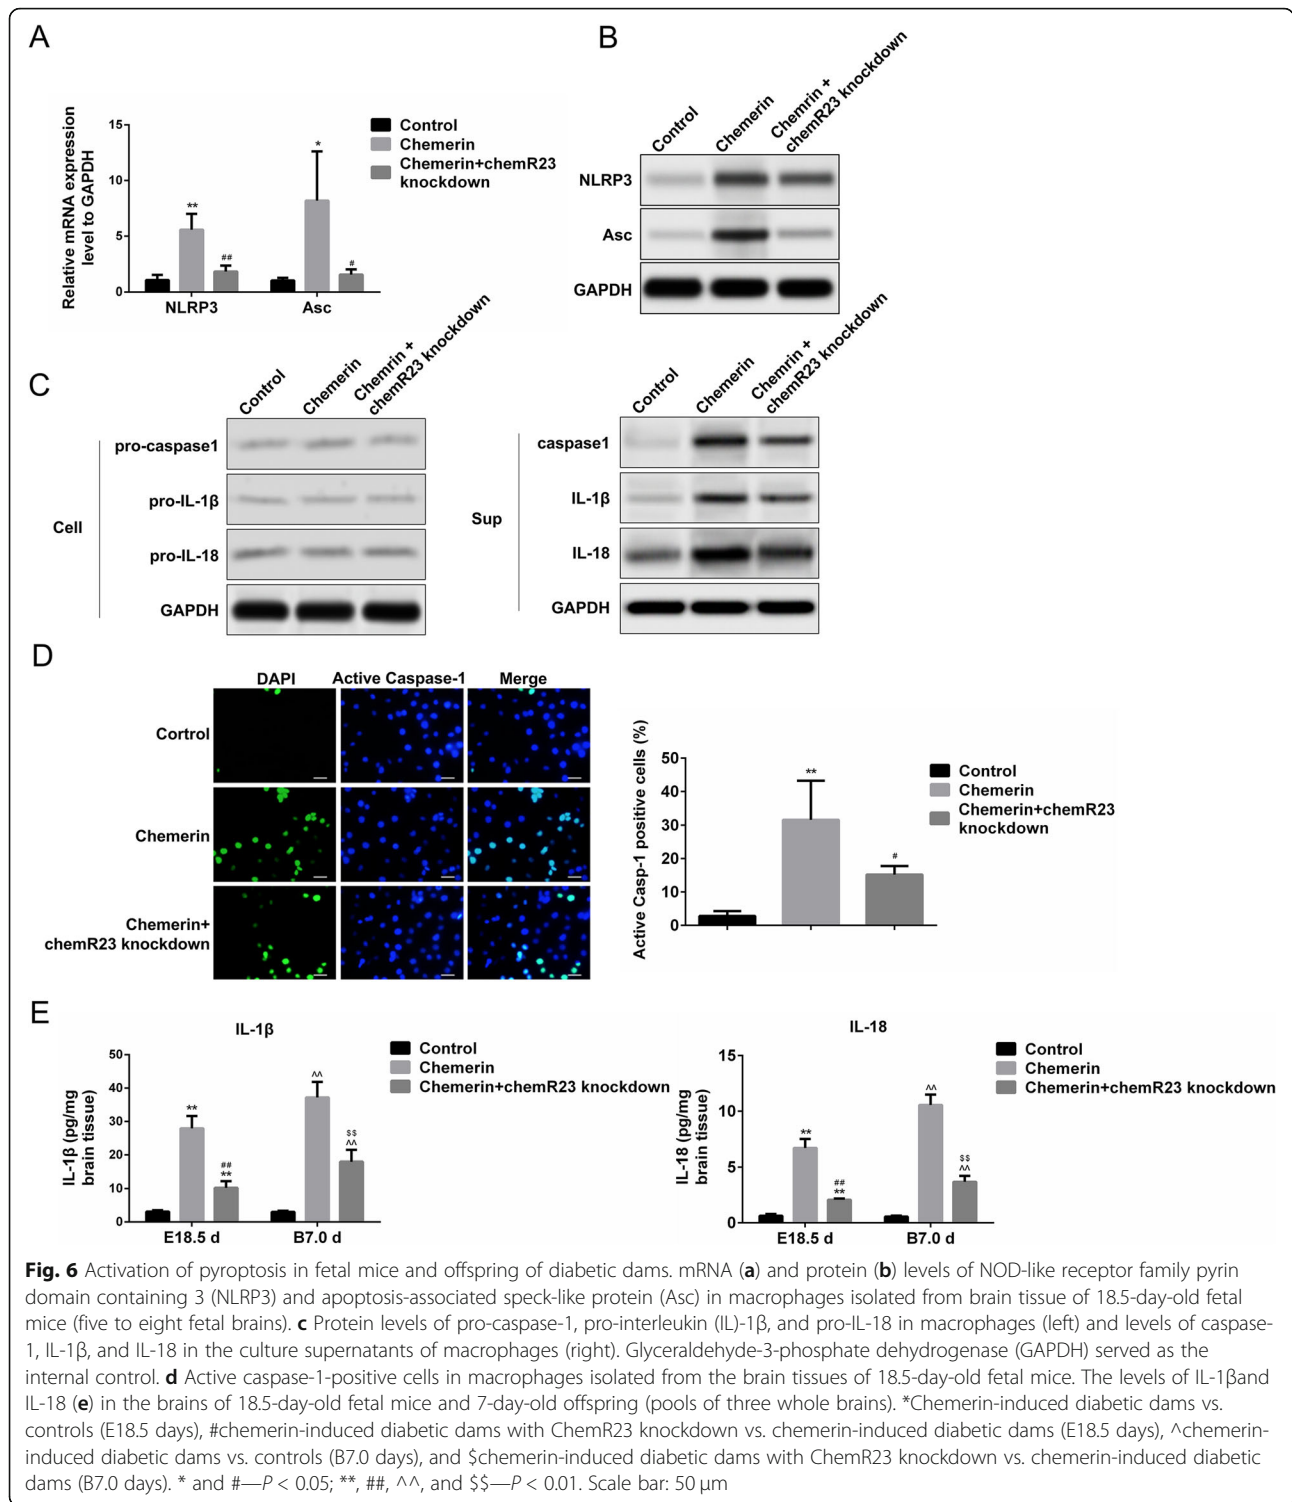 A
Control
Chemerin
Chemerin+chemR23
knockdown
Relative mRNA expression
level to GAPDH
15
10
5
0
**
##
*
#
NLRP3
Asc
B
Control
Chemerin
Chemrin +
chemR23 knockdown
NLRP3
Asc
GAPDH
C
Control
Chemerin
Chemrin +
chemR23 knockdown
Cell
pro-caspase1
pro-IL-1β
pro-IL-18
GAPDH
Control
Chemerin
Chemrin +
chemR23 knockdown
Sup
caspase1
IL-1β
IL-18
GAPDH
D
DAPI
Active Caspase-1
Merge
Cortrol
Chemerin
Chemerin+
chemR23 knockdown
Active Casp-1 positive cells (%)
50
40
30
20
10
0
**
#
Control
Chemerin
Chemerin+chemR23
knockdown
E
IL-1β
IL-1β (pg/mg
brain tissue)
50
40
30
20
10
0
**
##
**
^^
$$
^^
E18.5 d
B7.0 d
Control
Chemerin
Chemerin+chemR23 knockdown
IL-18
IL-18 (pg/mg
brain tissue)
15
10
5
0
**
##
**
^^
$$
^^
E18.5 d
B7.0 d
Control
Chemerin
Chemerin+chemR23 knockdown
Fig. 6 Activation of pyroptosis in fetal mice and offspring of diabetic dams. mRNA (a) and protein (b) levels of NOD-like receptor family pyrin
domain containing 3 (NLRP3) and apoptosis-associated speck-like protein (Asc) in macrophages isolated from brain tissue of 18.5-day-old fetal
mice (five to eight fetal brains). c Protein levels of pro-caspase-1, pro-interleukin (IL)-1β, and pro-IL-18 in macrophages (left) and levels of caspase-
1, IL-1β, and IL-18 in the culture supernatants of macrophages (right). Glyceraldehyde-3-phosphate dehydrogenase (GAPDH) served as the
internal control. d Active caspase-1-positive cells in macrophages isolated from the brain tissues of 18.5-day-old fetal mice. The levels of IL-1βand
IL-18 (e) in the brains of 18.5-day-old fetal mice and 7-day-old offspring (pools of three whole brains). *Chemerin-induced diabetic dams vs.
controls (E18.5 days), #chemerin-induced diabetic dams with ChemR23 knockdown vs. chemerin-induced diabetic dams (E18.5 days), ^chemerin-
induced diabetic dams vs. controls (B7.0 days), and $chemerin-induced diabetic dams with ChemR23 knockdown vs. chemerin-induced diabetic
dams (B7.0 days). * and #—P < 0.05; **, ##, ^^, and $$—P < 0.01. Scale bar: 50 μm